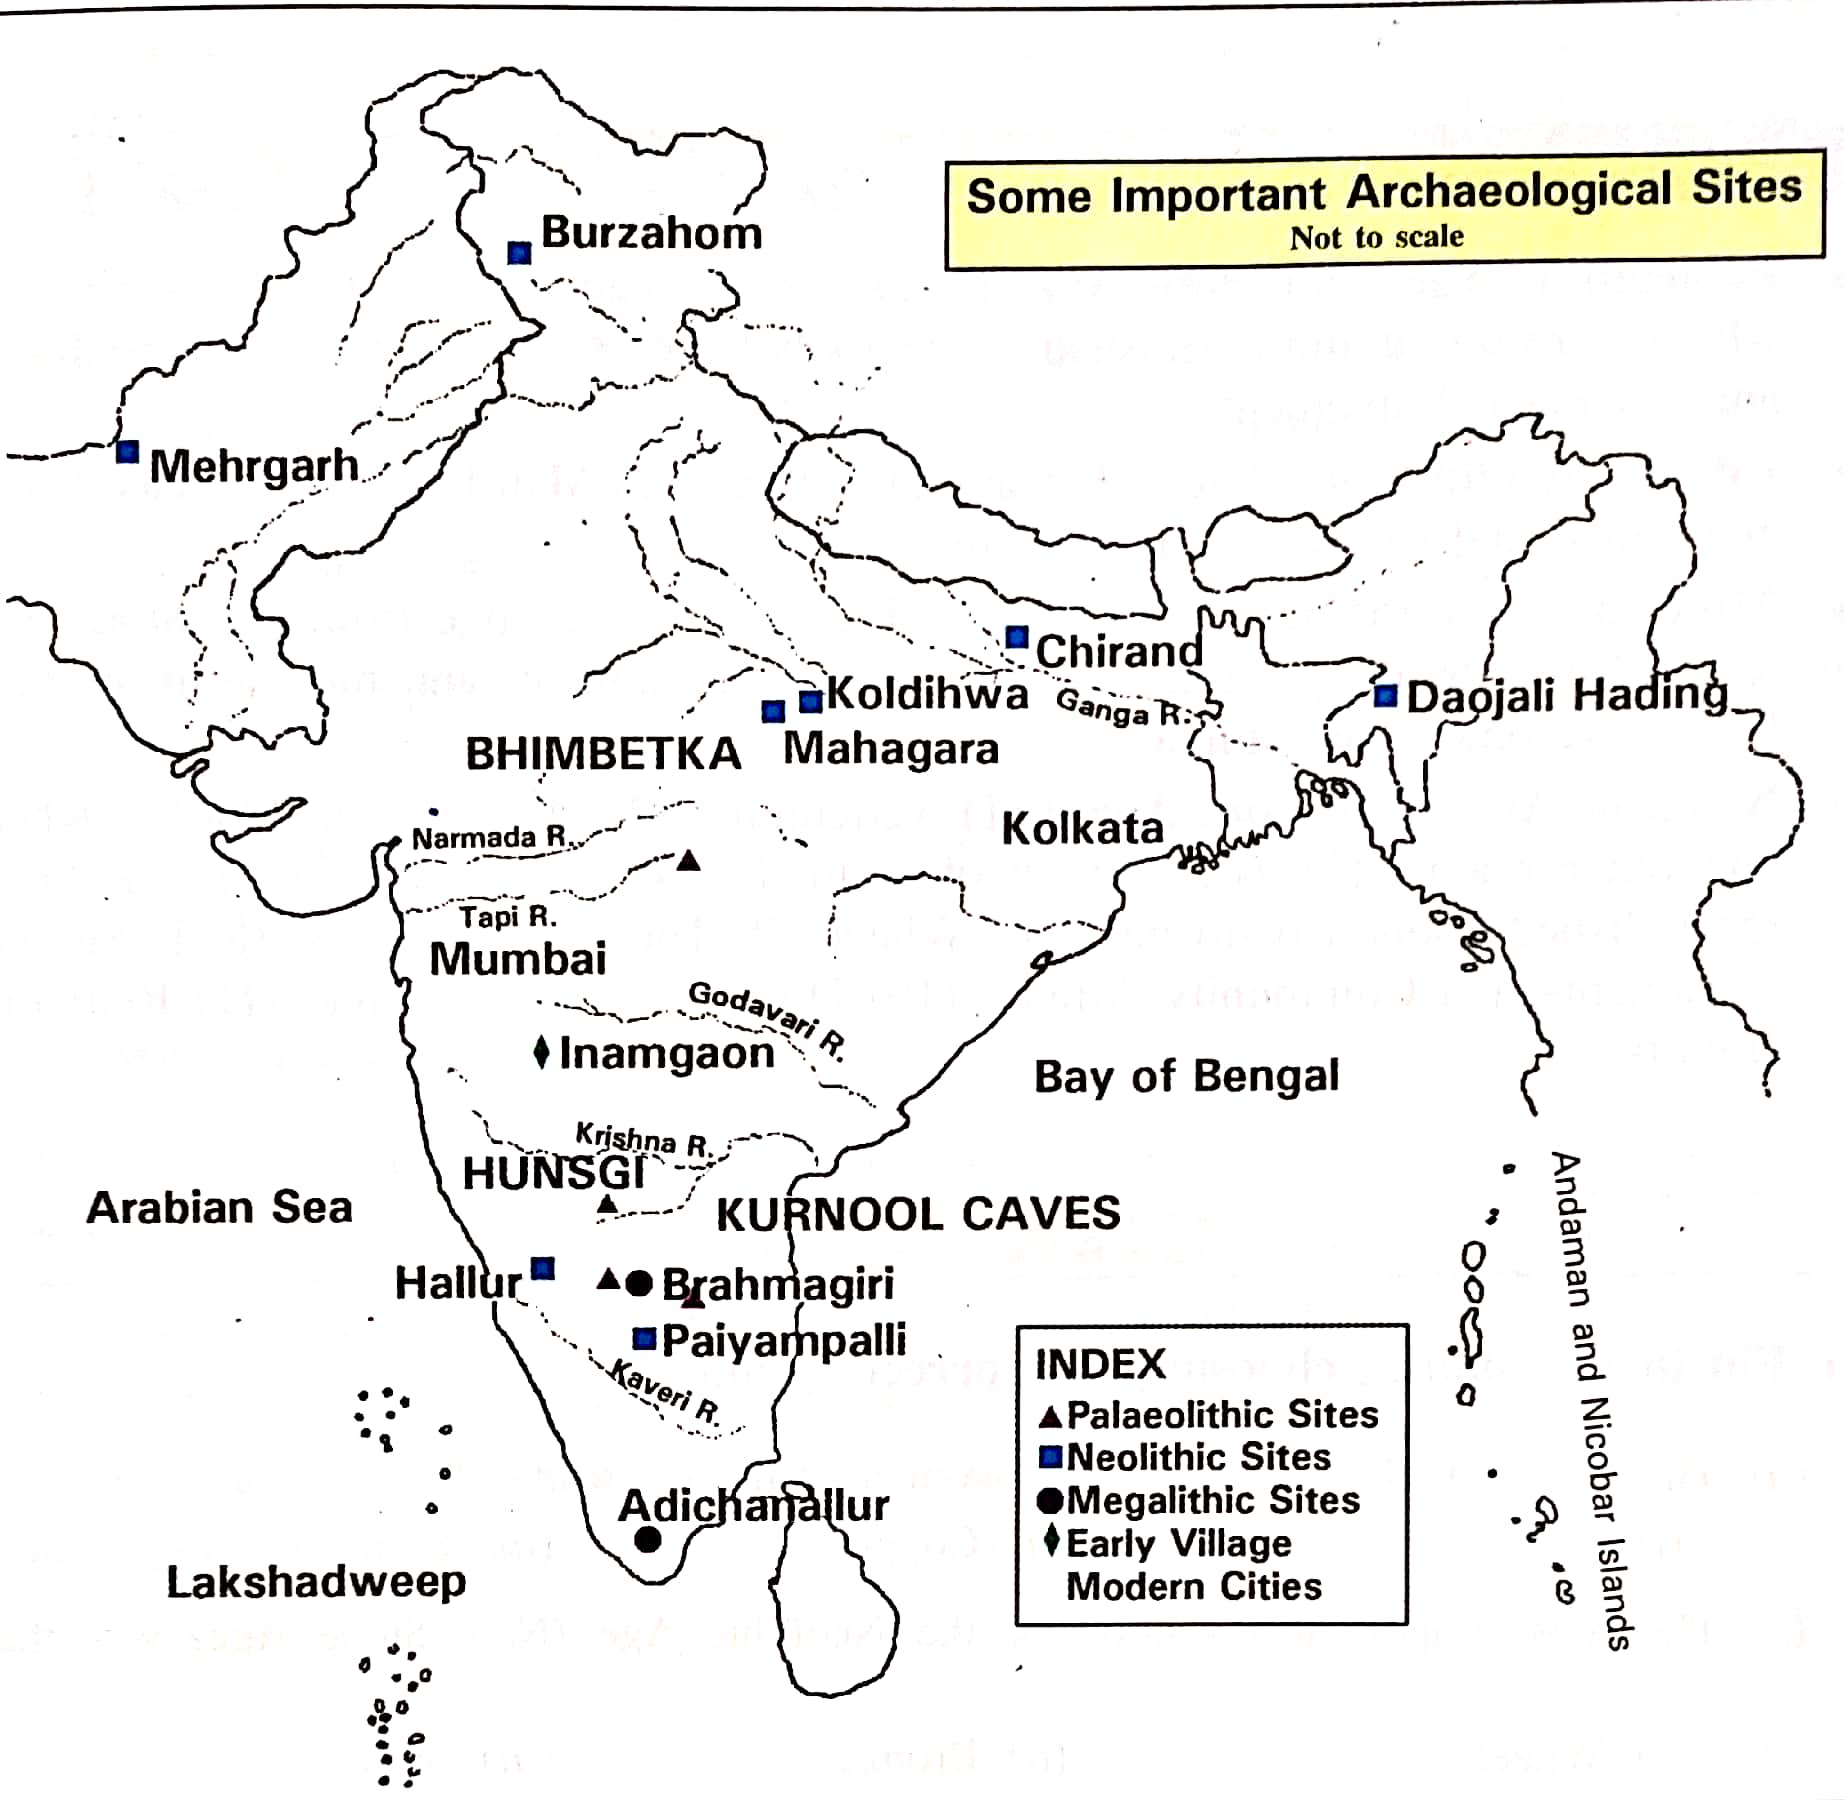 Some Important Archaeological Sites
Not to scale
Burzahom
Mehrgarh
Chirand
Koldihwa
Ganga R.
Daojali Hading
BHIMBETKA
Mahagara
Kolkata
Narmada R.
Tapi R.
Mumbai
Godavari R.
Inamgaon
Bay of Bengal
Krishna R.
HUNSGI
Arabian Sea
KURNOOL CAVES
Hallur
Brahmagiri
Paiyampalli
Kaveri R.
Andaman and Nicobar Islands
INDEX
Palaeolithic Sites
Neolithic Sites
Megalithic Sites
Early Village
Modern Cities
Adichanallur
Lakshadweep